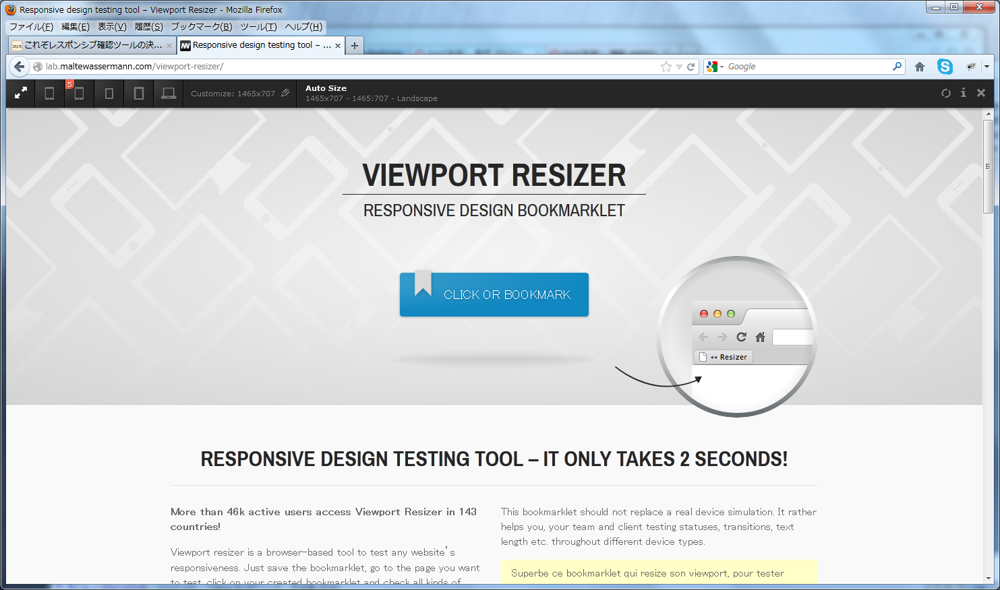 Responsive design testing tool – Viewport Resizer - Mozilla Firefox
ファイル(F) 編集(E) 表示(V) 履歴(S) ブックマーク(B) ツール(T) ヘルプ(H)
これぞレスポンシブ確認ツールの決...
Responsive design testing tool – ...
lab.maltewassermann.com/viewport-resizer/
Google
5
Customize: 1465x707
Auto Size
1465x707 - 1465:707 - Landscape
VIEWPORT RESIZER
RESPONSIVE DESIGN BOOKMARKLET
CLICK OR BOOKMARK
↔ Resizer
RESPONSIVE DESIGN TESTING TOOL – IT ONLY TAKES 2 SECONDS!
More than 46k active users access Viewport Resizer in 143
countries!
Viewport resizer is a browser-based tool to test any website’s
responsiveness. Just save the bookmarklet, go to the page you want
to test, click on your created bookmarklet and check all kinds of
This bookmarklet should not replace a real device simulation. It rather
helps you, your team and client testing statuses, transitions, text
length etc. throughout different device types.
Superbe ce bookmarklet qui resize son viewport, pour tester